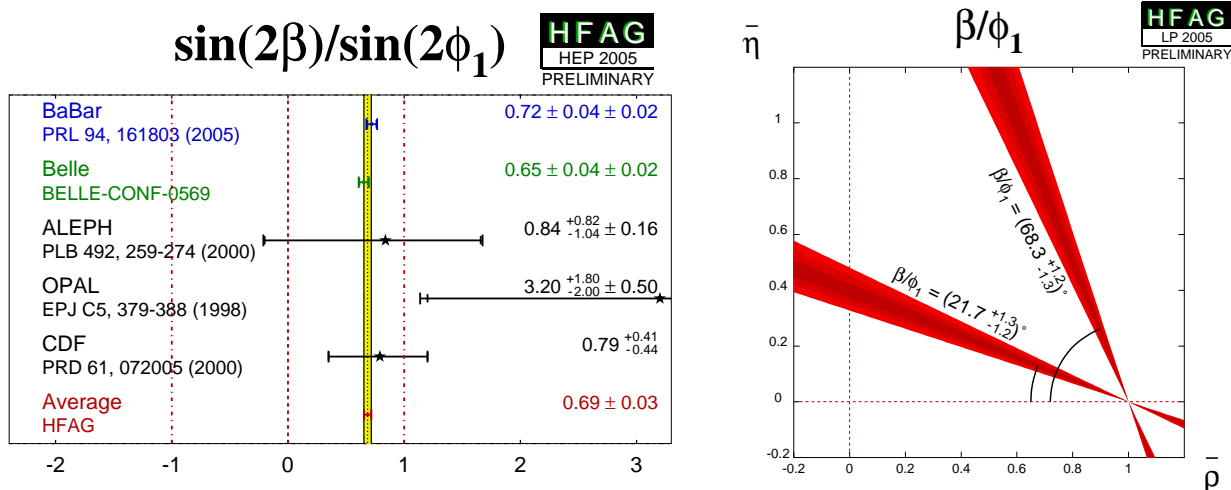 sin(2β)/sin(2ϕ₁)
HFAG
HEP 2005
PRELIMINARY
BaBar
PRL 94, 161803 (2005)
0.72 ± 0.04 ± 0.02
Belle
BELLE-CONF-0569
0.65 ± 0.04 ± 0.02
ALEPH
PLB 492, 259-274 (2000)
0.84 +0.82 -1.04 ± 0.16
OPAL
EPJ C5, 379-388 (1998)
3.20 +1.80 -2.00 ± 0.50
CDF
PRD 61, 072005 (2000)
0.79 +0.41 -0.44
Average
HFAG
0.69 ± 0.03
-2 -1 0 1 2 3
η̄
β/ϕ₁
HFAG
LP 2005
PRELIMINARY
1
0.8
0.6
0.4
0.2
0
-0.2
β/ϕ₁ = (68.3 +1.2 -1.3)°
β/ϕ₁ = (21.7 +1.3 -1.2)°
-0.2 0 0.2 0.4 0.6 0.8 1
ρ̄